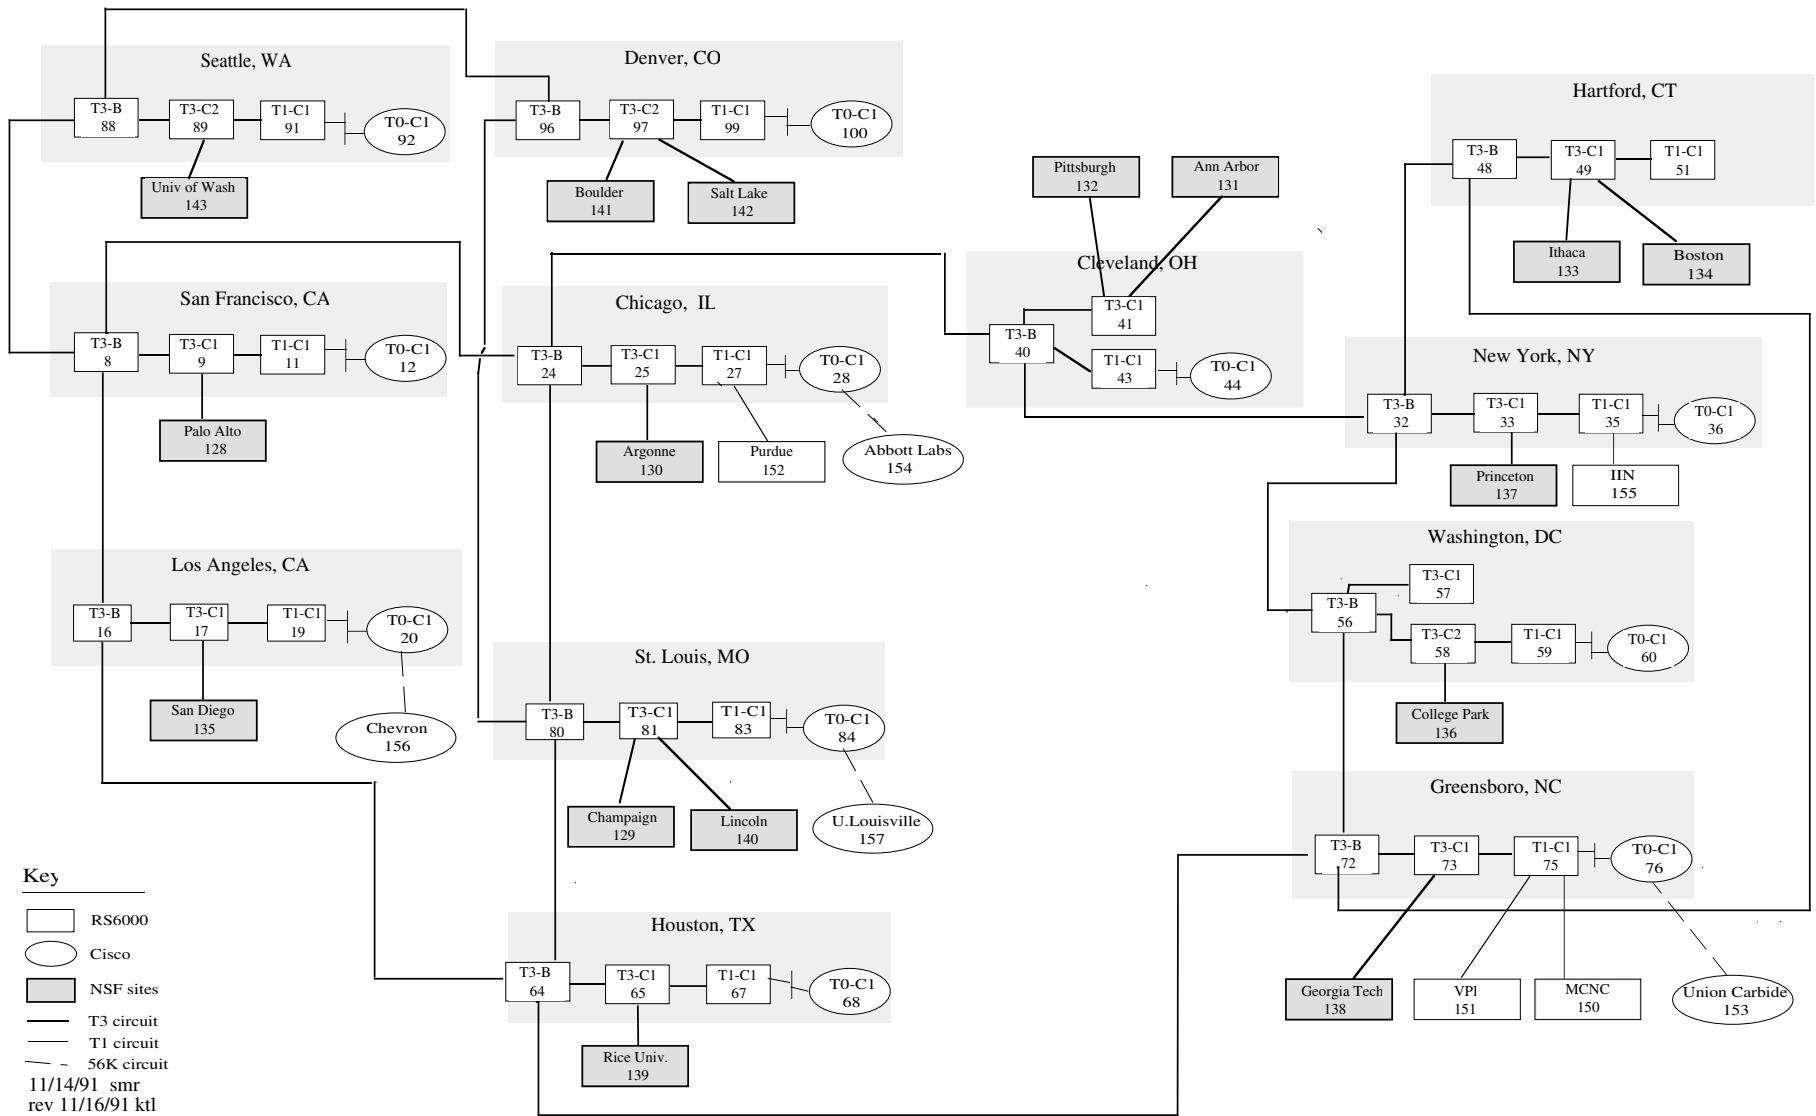 Seattle, WA
T3-B
88
T3-C2
89
T1-C1
91
T0-C1
92
Univ of Wash
143
Denver, CO
T3-B
96
T3-C2
97
T1-C1
99
T0-C1
100
Boulder
141
Salt Lake
142
Pittsburgh
132
Ann Arbor
131
Hartford, CT
T3-B
48
T3-C1
49
T1-C1
51
Ithaca
133
Boston
134
San Francisco, CA
T3-B
8
T3-C1
9
T1-C1
11
T0-C1
12
Palo Alto
128
Chicago, IL
T3-B
24
T3-C1
25
T1-C1
27
T0-C1
28
Argonne
130
Purdue
152
Abbott Labs
154
Cleveland, OH
T3-C1
41
T3-B
40
T1-C1
43
T0-C1
44
New York, NY
T3-B
32
T3-C1
33
T1-C1
35
T0-C1
36
Princeton
137
IIN
155
Los Angeles, CA
T3-B
16
T3-C1
17
T1-C1
19
T0-C1
20
San Diego
135
Chevron
156
St. Louis, MO
T3-B
80
T3-C1
81
T1-C1
83
T0-C1
84
Champaign
129
Lincoln
140
U.Louisville
157
Washington, DC
T3-C1
57
T3-B
56
T3-C2
58
T1-C1
59
T0-C1
60
College Park
136
Greensboro, NC
T3-B
72
T3-C1
73
T1-C1
75
T0-C1
76
Georgia Tech
138
VPI
151
MCNC
150
Union Carbide
153
Houston, TX
T3-B
64
T3-C1
65
T1-C1
67
T0-C1
68
Rice Univ.
139
Key
RS6000
Cisco
NSF sites
T3 circuit
T1 circuit
56K circuit
11/14/91 smr
rev 11/16/91 ktl